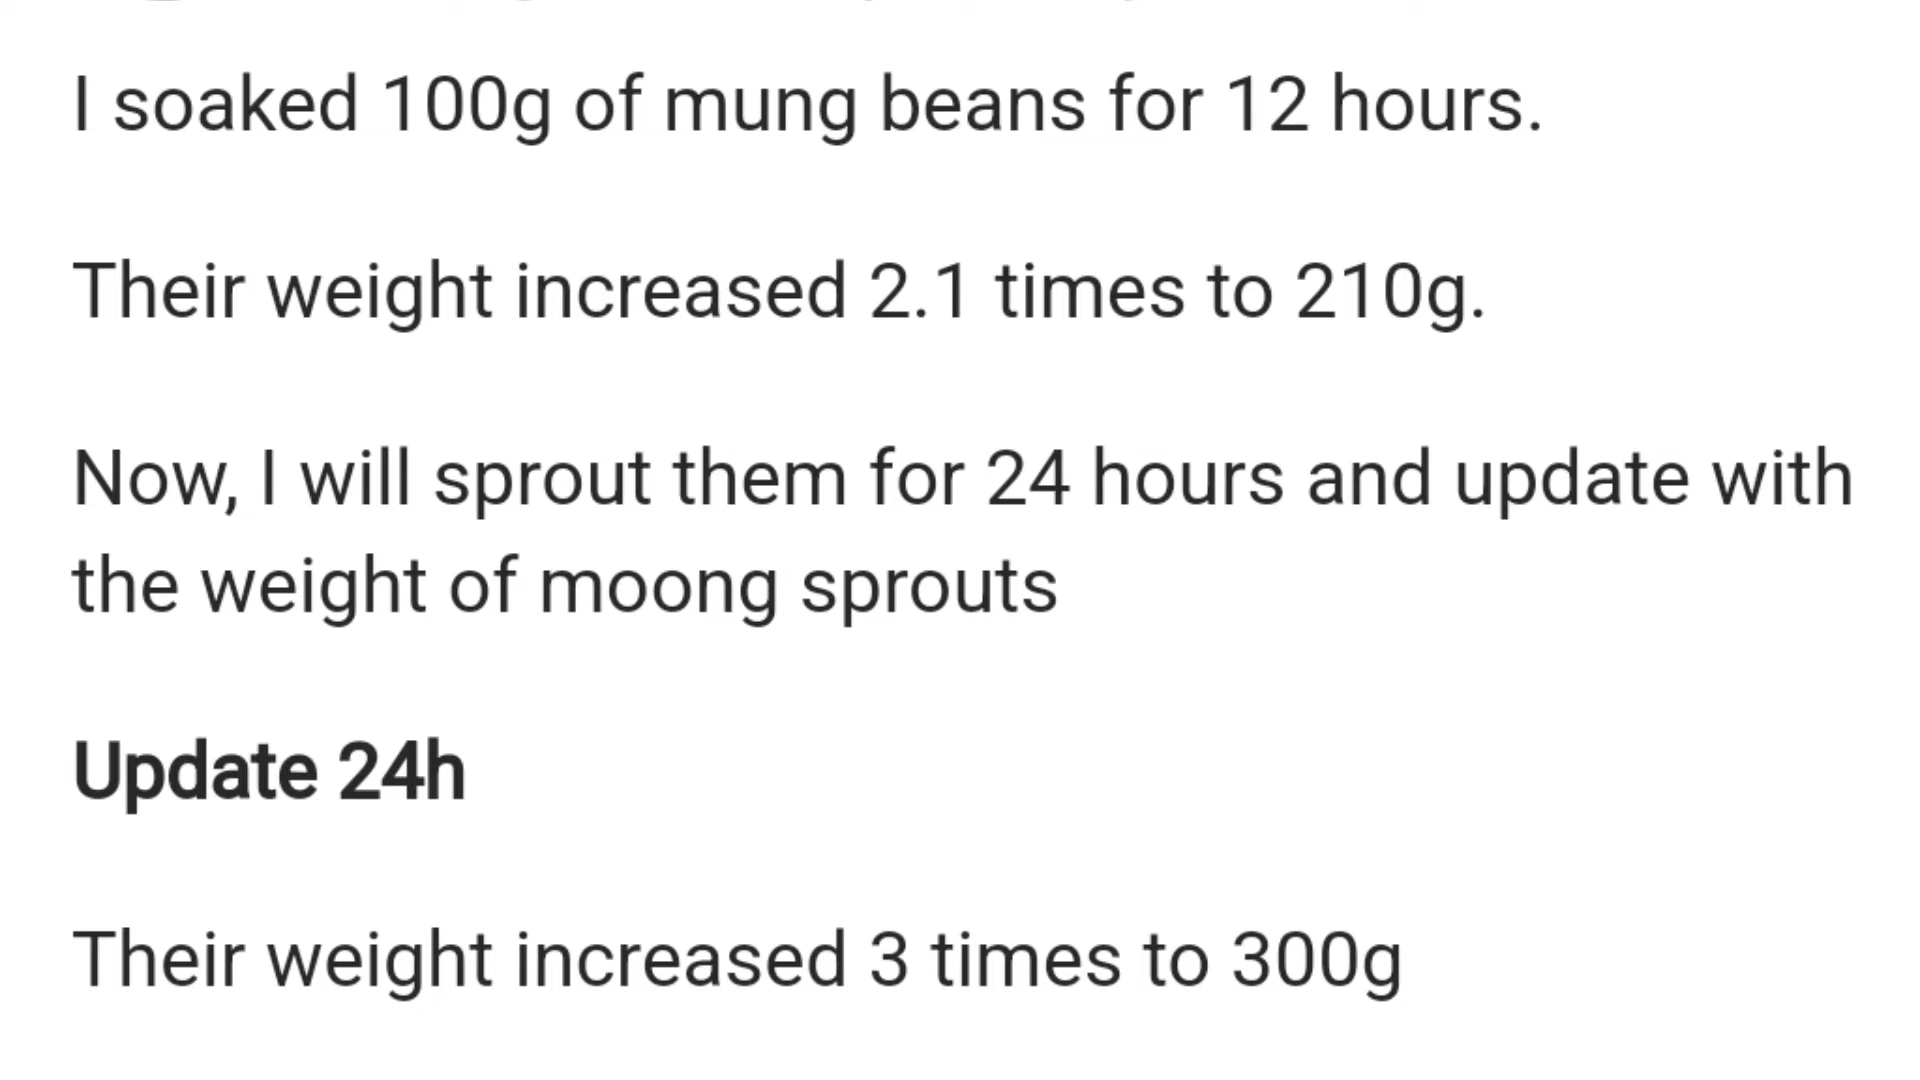 I soaked 100g of mung beans for 12 hours.
Their weight increased 2.1 times to 210g.
Now, I will sprout them for 24 hours and update with
the weight of moong sprouts
Update 24h
Their weight increased 3 times to 300g